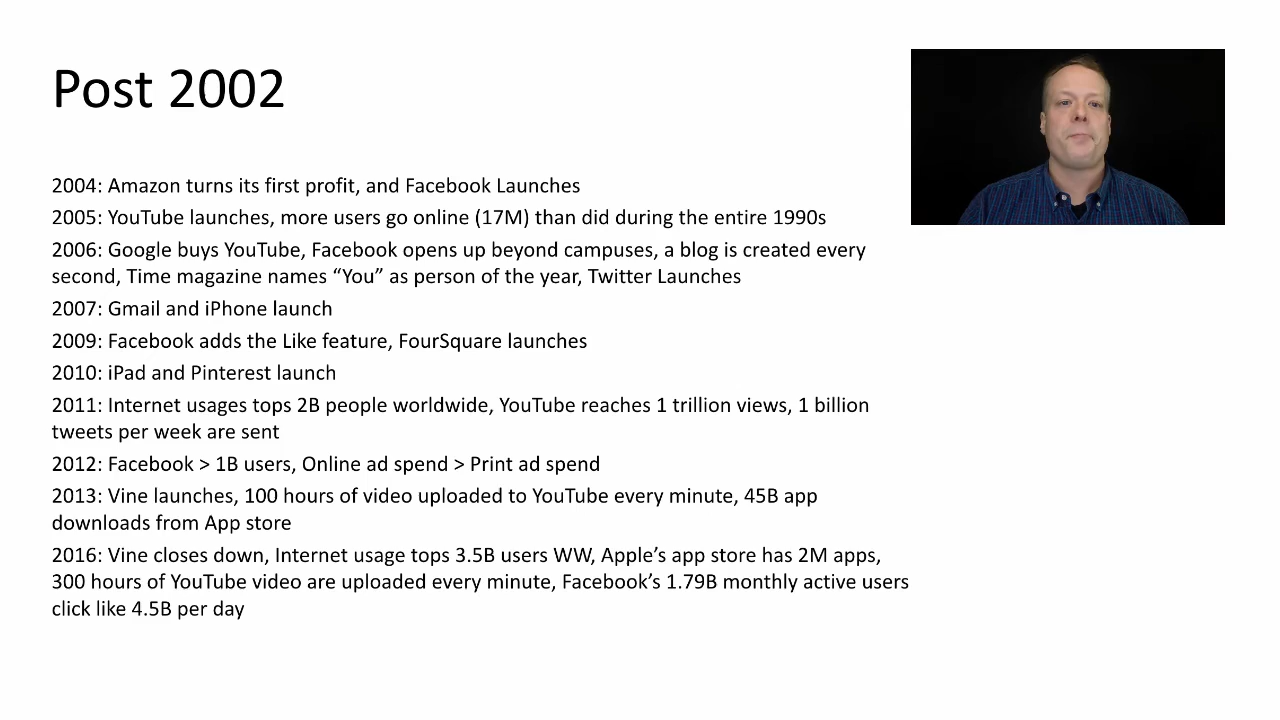 Post 2002
2004: Amazon turns its first profit, and Facebook Launches
2005: YouTube launches, more users go online (17M) than did during the entire 1990s
2006: Google buys YouTube, Facebook opens up beyond campuses, a blog is created every
second, Time magazine names “You” as person of the year, Twitter Launches
2007: Gmail and iPhone launch
2009: Facebook adds the Like feature, FourSquare launches
2010: iPad and Pinterest launch
2011: Internet usages tops 2B people worldwide, YouTube reaches 1 trillion views, 1 billion
tweets per week are sent
2012: Facebook > 1B users, Online ad spend > Print ad spend
2013: Vine launches, 100 hours of video uploaded to YouTube every minute, 45B app
downloads from App store
2016: Vine closes down, Internet usage tops 3.5B users WW, Apple’s app store has 2M apps,
300 hours of YouTube video are uploaded every minute, Facebook’s 1.79B monthly active users
click like 4.5B per day